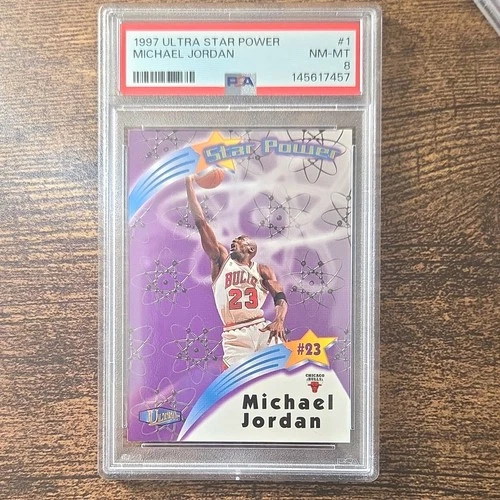 1997 ULTRA STAR POWER #1
MICHAEL JORDAN NM-MT
8
PSA 145617457
Star Power
BULLS
23
#23
CHICAGO
BULLS
ULTRA
Michael
Jordan